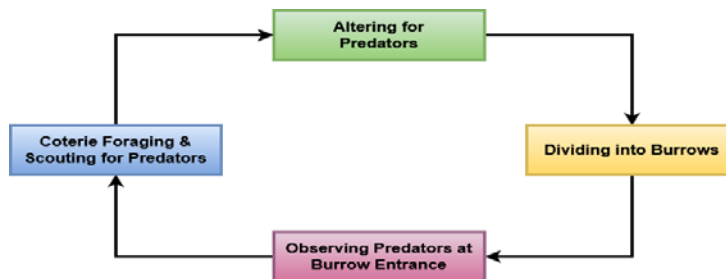 Altering for
Predators
Coterie Foraging &
Scouting for Predators
Dividing into Burrows
Observing Predators at
Burrow Entrance